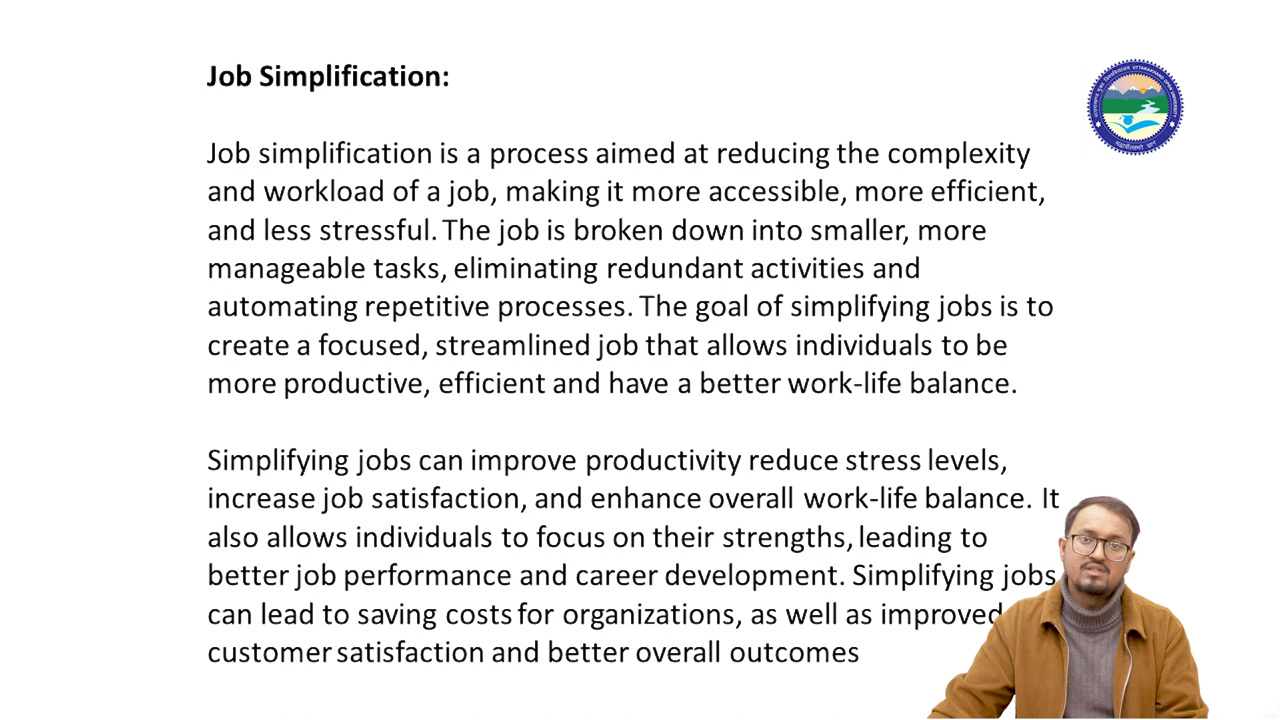 Job Simplification:
Job simplification is a process aimed at reducing the complexity
and workload of a job, making it more accessible, more efficient,
and less stressful. The job is broken down into smaller, more
manageable tasks, eliminating redundant activities and
automating repetitive processes. The goal of simplifying jobs is to
create a focused, streamlined job that allows individuals to be
more productive, efficient and have a better work-life balance.
Simplifying jobs can improve productivity reduce stress levels,
increase job satisfaction, and enhance overall work-life balance. It
also allows individuals to focus on their strengths, leading to
better job performance and career development. Simplifying jobs
can lead to saving costs for organizations, as well as improved
customer satisfaction and better overall outcomes
UTTARAKHAND OPEN UNIVERSITY